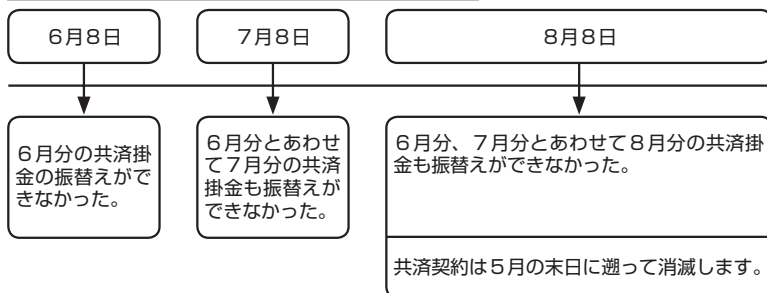 6月8日
7月8日
8月8日
6月分の共済掛
金の振替えがで
きなかった。
6月分とあわせ
て7月分の共済
掛金も振替えが
できなかった。
6月分、7月分とあわせて8月分の共済掛
金も振替えができなかった。
共済契約は5月の末日に遡って消滅します。